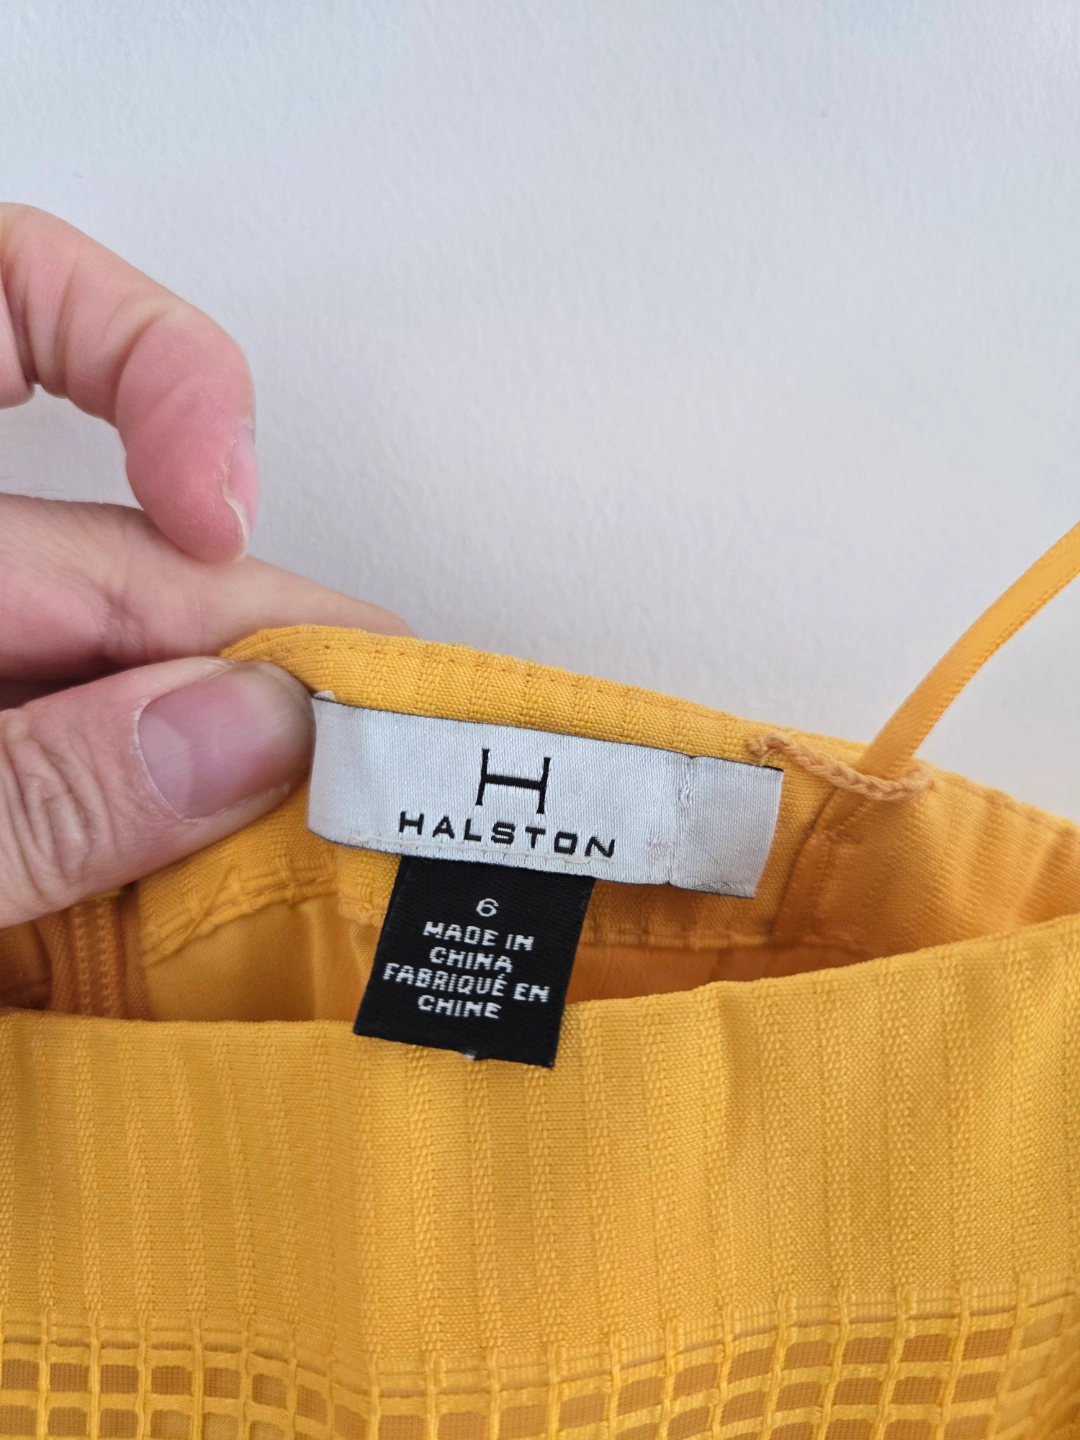 H
HALSTON
6
MADE IN
CHINA
FABRIQUÉ EN
CHINE